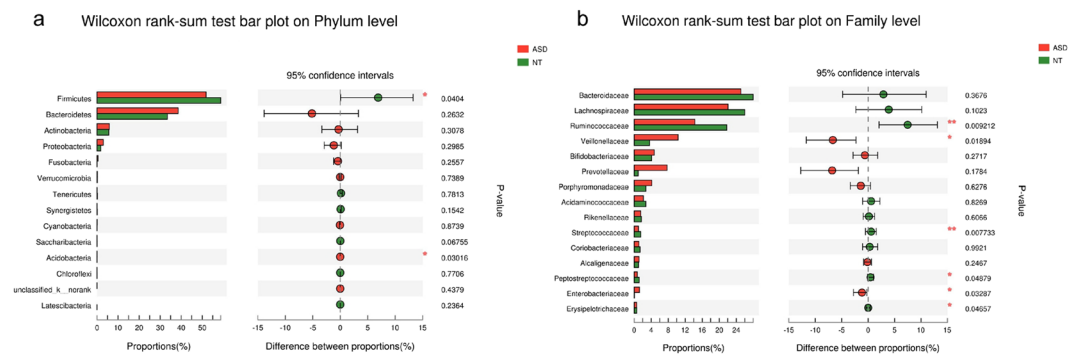 a
Wilcoxon rank-sum test bar plot on Phylum level
ASD
NT
95% confidence intervals
Firmicutes * 0.0404
Bacteroidetes 0.2632
Actinobacteria 0.3078
Proteobacteria 0.2985
Fusobacteria 0.2557
Verrucomicrobia 0.7389
Tenericutes 0.7813
Synergistetes 0.1542
Cyanobacteria 0.8739
Saccharibacteria 0.06755
Acidobacteria * 0.03016
Chloroflexi 0.7706
unclassified_k__norank 0.4379
Latescibacteria 0.2364
P-value
0 10 20 30 40 50 -15 -10 -5 0 5 10 15
Proportions(%) Difference between proportions(%)
b
Wilcoxon rank-sum test bar plot on Family level
ASD
NT
95% confidence intervals
Bacteroidaceae 0.3676
Lachnospiraceae 0.1023
Ruminococcaceae ** 0.009212
Veillonellaceae * 0.01894
Bifidobacteriaceae 0.2717
Prevotellaceae 0.1784
Porphyromonadaceae 0.6276
Acidaminococcaceae 0.8269
Rikenellaceae 0.6066
Streptococcaceae ** 0.007733
Coriobacteriaceae 0.9921
Alcaligenaceae 0.2467
Peptostreptococcaceae * 0.04879
Enterobacteriaceae * 0.03287
Erysipelotrichaceae * 0.04657
P-value
0 4 8 12 16 20 24 28 -15 -10 -5 0 5 10 15
Proportions(%) Difference between proportions(%)